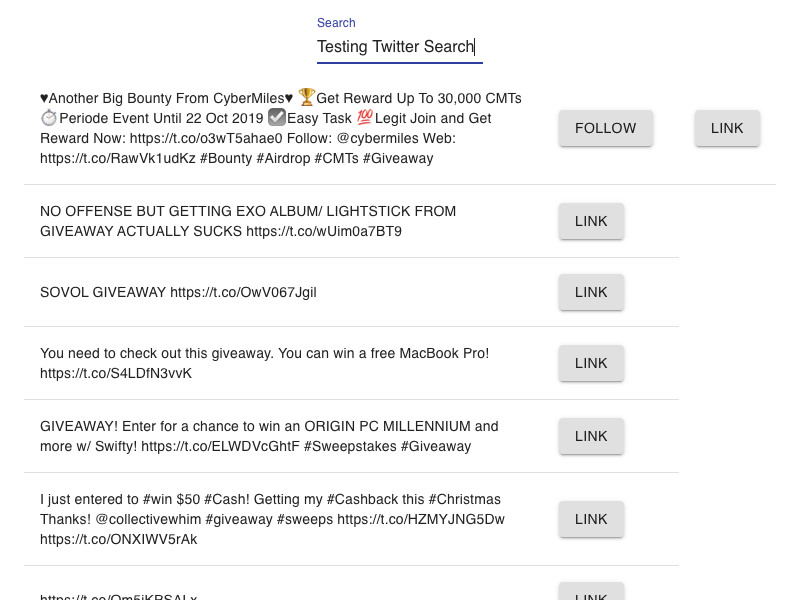 Search
Testing Twitter Search
♥Another Big Bounty From CyberMiles♥ 🏆Get Reward Up To 30,000 CMTs
⏱Periode Event Until 22 Oct 2019 ☑Easy Task 💯Legit Join and Get
Reward Now: https://t.co/o3wT5ahae0 Follow: @cybermiles Web:
https://t.co/RawVk1udKz #Bounty #Airdrop #CMTs #Giveaway
FOLLOW
LINK
NO OFFENSE BUT GETTING EXO ALBUM/ LIGHTSTICK FROM
GIVEAWAY ACTUALLY SUCKS https://t.co/wUim0a7BT9
LINK
SOVOL GIVEAWAY https://t.co/OwV067Jgil
LINK
You need to check out this giveaway. You can win a free MacBook Pro!
https://t.co/S4LDfN3vvK
LINK
GIVEAWAY! Enter for a chance to win an ORIGIN PC MILLENNIUM and
more w/ Swifty! https://t.co/ELWDVcGhtF #Sweepstakes #Giveaway
LINK
I just entered to #win $50 #Cash! Getting my #Cashback this #Christmas
Thanks! @collectivewhim #giveaway #sweeps https://t.co/HZMYJNG5Dw
https://t.co/ONXIWV5rAk
LINK
LINK